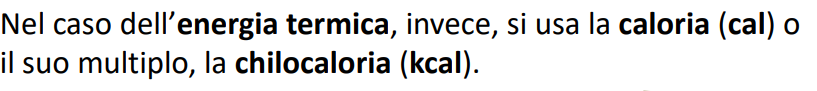 Nel caso dell’energia termica, invece, si usa la caloria (cal) o
il suo multiplo, la chilocaloria (kcal).